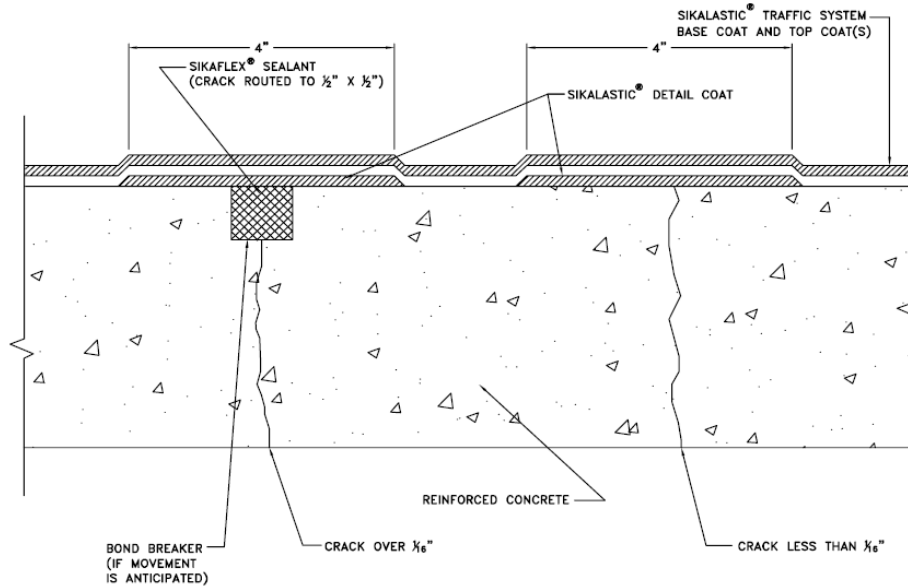 SIKALASTIC® TRAFFIC SYSTEM
BASE COAT AND TOP COAT(S)
4"
4"
SIKAFLEX® SEALANT
(CRACK ROUTED TO ½" X ½")
SIKALASTIC® DETAIL COAT
REINFORCED CONCRETE
BOND BREAKER
(IF MOVEMENT
IS ANTICIPATED)
CRACK OVER 1⁄16"
CRACK LESS THAN 1⁄16"